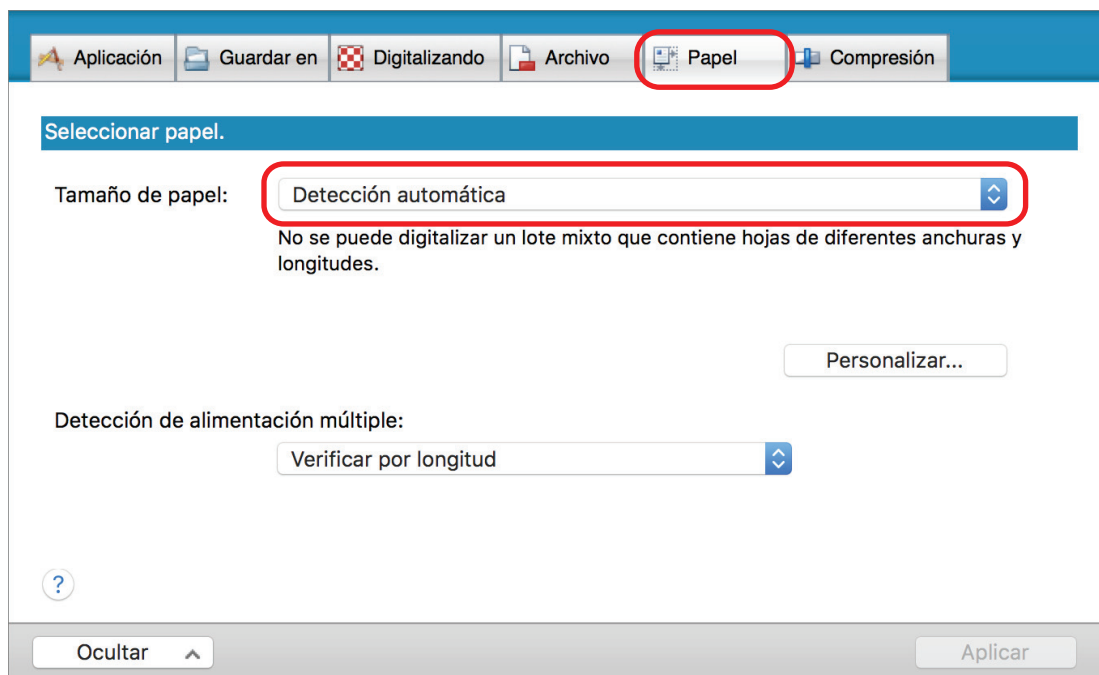 Aplicación Guardar en Digitalizando Archivo Papel Compresión
Seleccionar papel.
Tamaño de papel: Detección automática
No se puede digitalizar un lote mixto que contiene hojas de diferentes anchuras y
longitudes.
Personalizar...
Detección de alimentación múltiple:
Verificar por longitud
?
Ocultar Aplicar